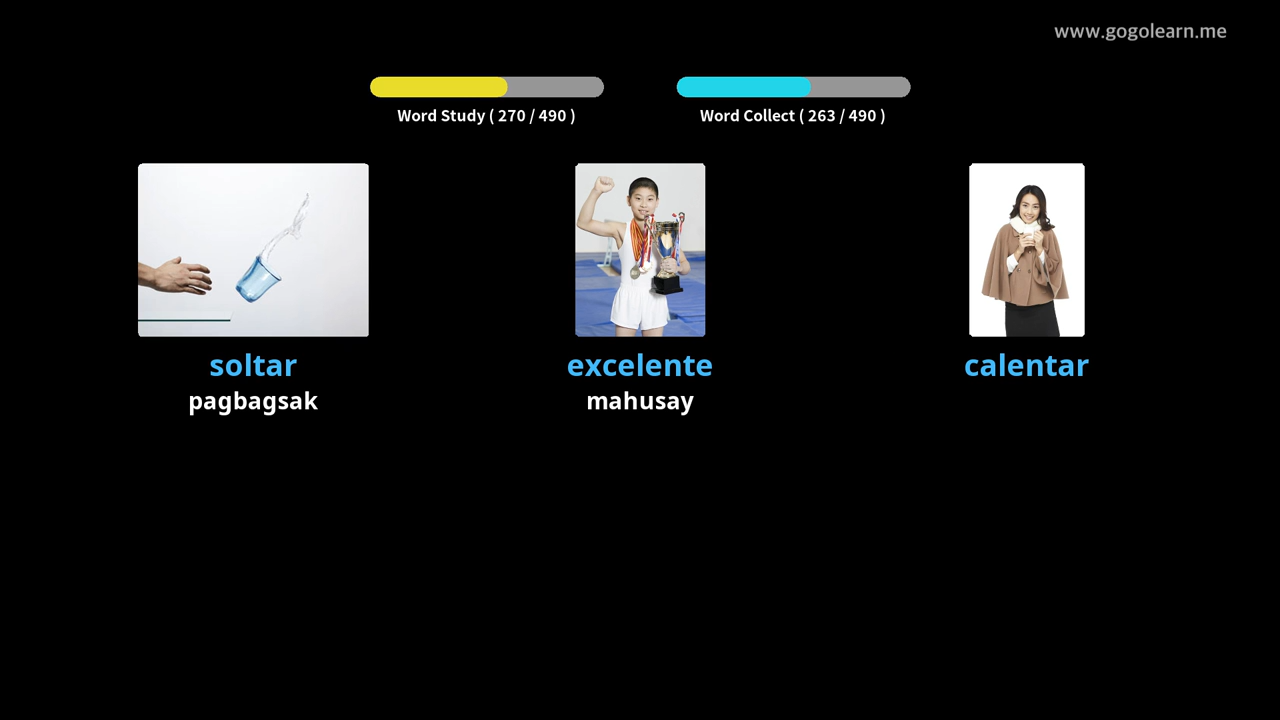 www.gogolearn.me
Word Study ( 270 / 490 )
Word Collect ( 263 / 490 )
soltar
pagbagsak
excelente
mahusay
calentar